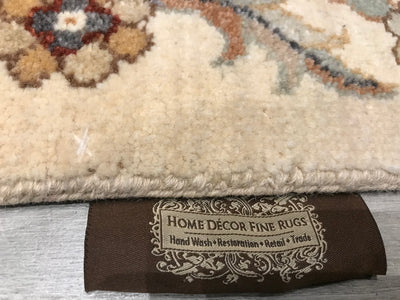 HOME DÉCOR FINE RUGS
Hand Wash • Restoration • Retail • Trade